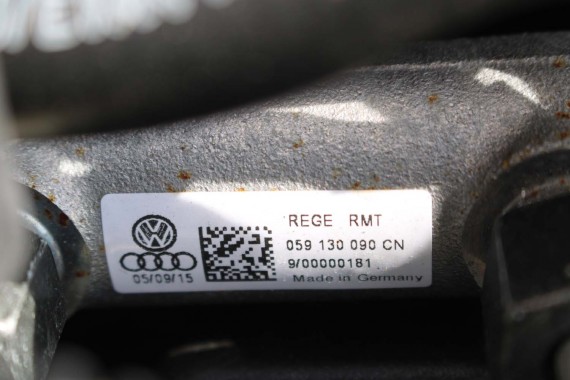 REGE RMT
059 130 090 CN
9/00000181
05/09/15
Made in Germany